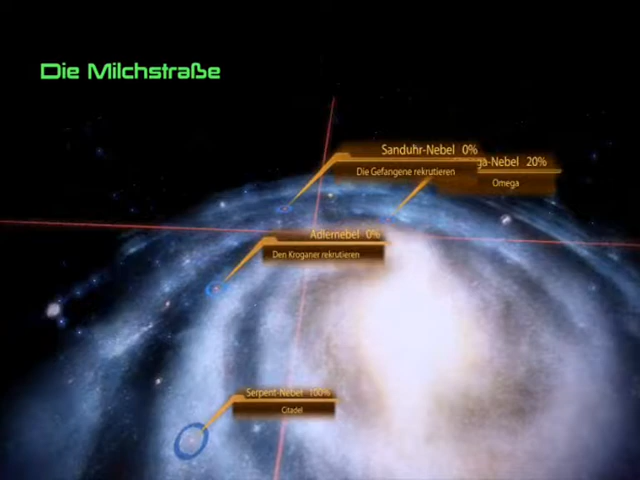 Die Milchstraße
Sanduhr-Nebel 0%
Die Gefangene rekrutieren
ga-Nebel 20%
Omega
Adlernebel 0%
Den Kroganer rekrutieren
Serpent-Nebel 100%
Citadel